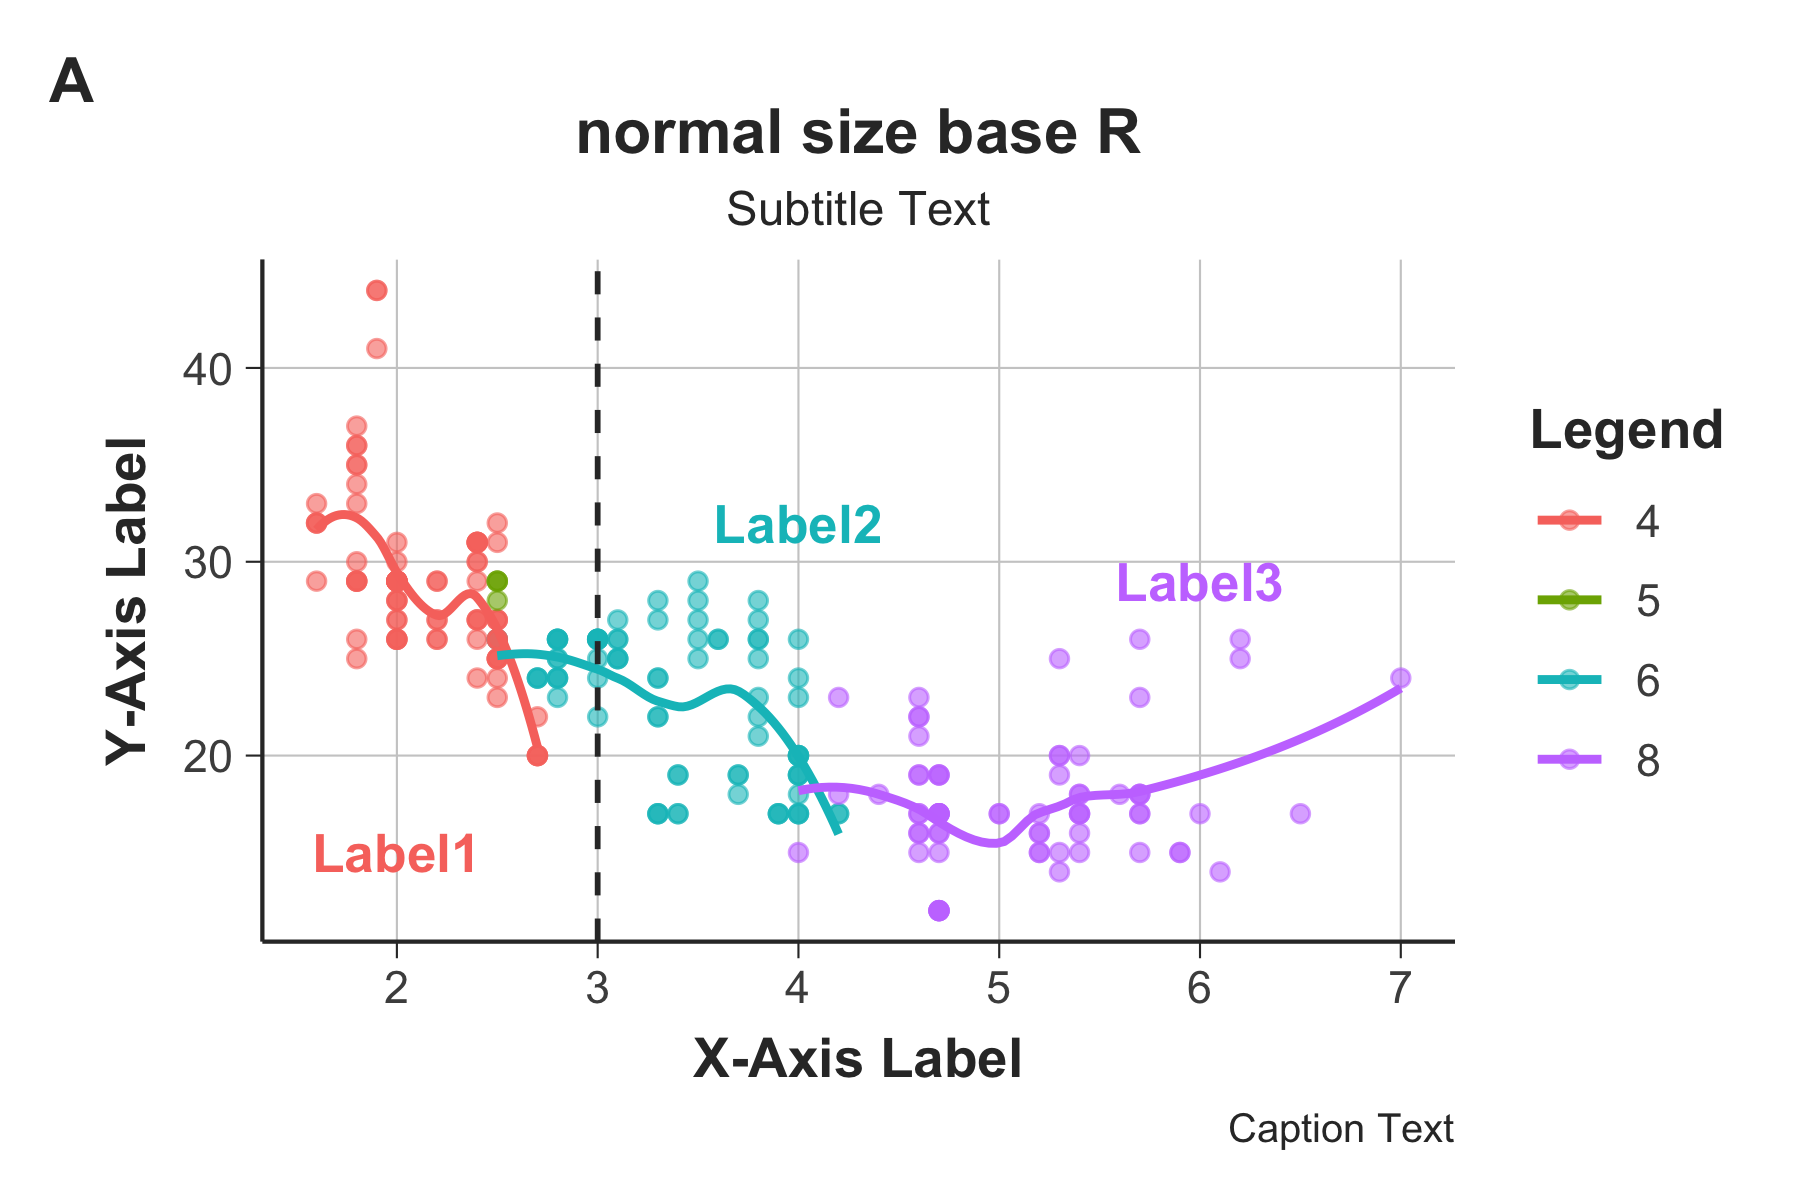 A
normal size base R
Subtitle Text
Y-Axis Label
40
30
20
Label1
Label2
Label3
2 3 4 5 6 7
X-Axis Label
Legend
4
5
6
8
Caption Text